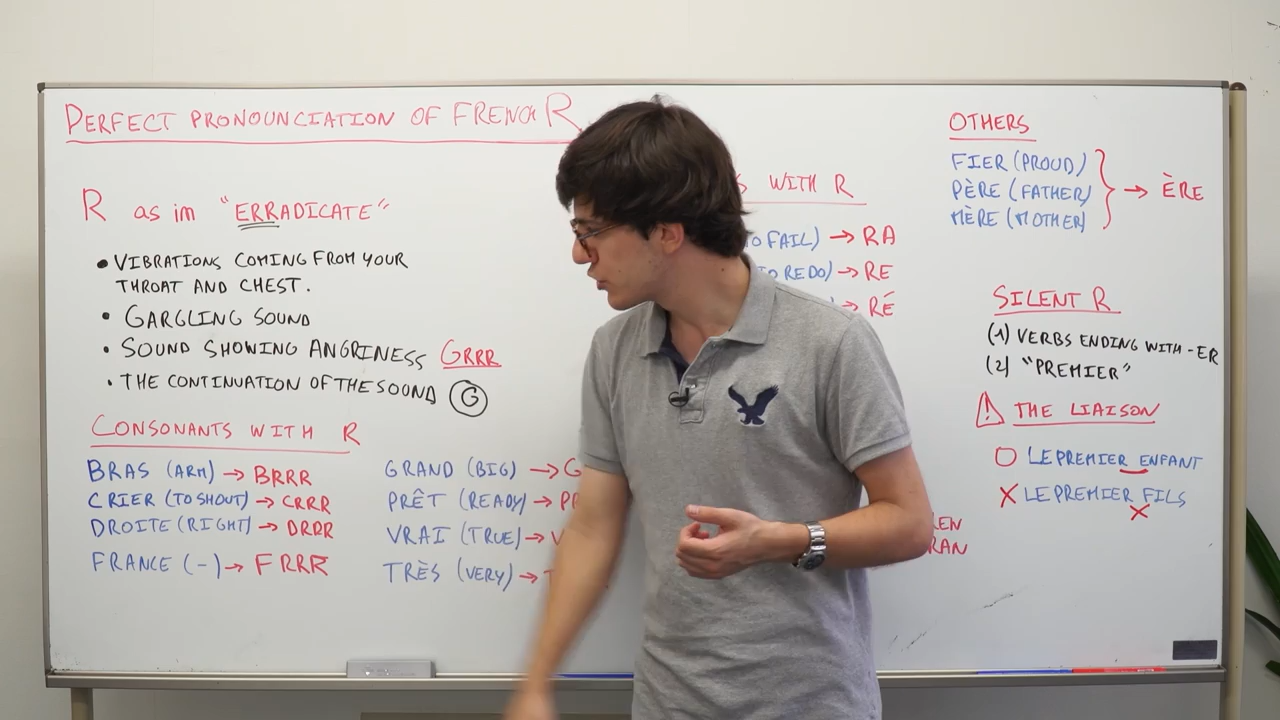 PERFECT PRONOUNCIATION OF FRENCH R
R as in "ERRADICATE"
• VIBRATIONS COMING FROM YOUR
THROAT AND CHEST.
• GARGLING SOUND
• SOUND SHOWING ANGRINESS GRRR
• THE CONTINUATION OF THE SOUND G
CONSONANTS WITH R
BRAS (ARM) → BRRR
CRIER (TO SHOUT) → CRRR
DROITE (RIGHT) → DRRR
FRANCE (-) → FRRR
GRAND (BIG) → G
PRÊT (READY) →
VRAI (TRUE) →
TRÈS (VERY) →
WITH R
TO FAIL) → RA
TO REDO) → RE
) → RÉ
OTHERS
FIER (PROUD)
PÈRE (FATHER)
MÈRE (MOTHER)
→ ÈRE
SILENT R
(1) VERBS ENDING WITH -ER
(2) "PREMIER"
! THE LIAISON
O LE PREMIER ENFANT
X LE PREMIER FILS
X